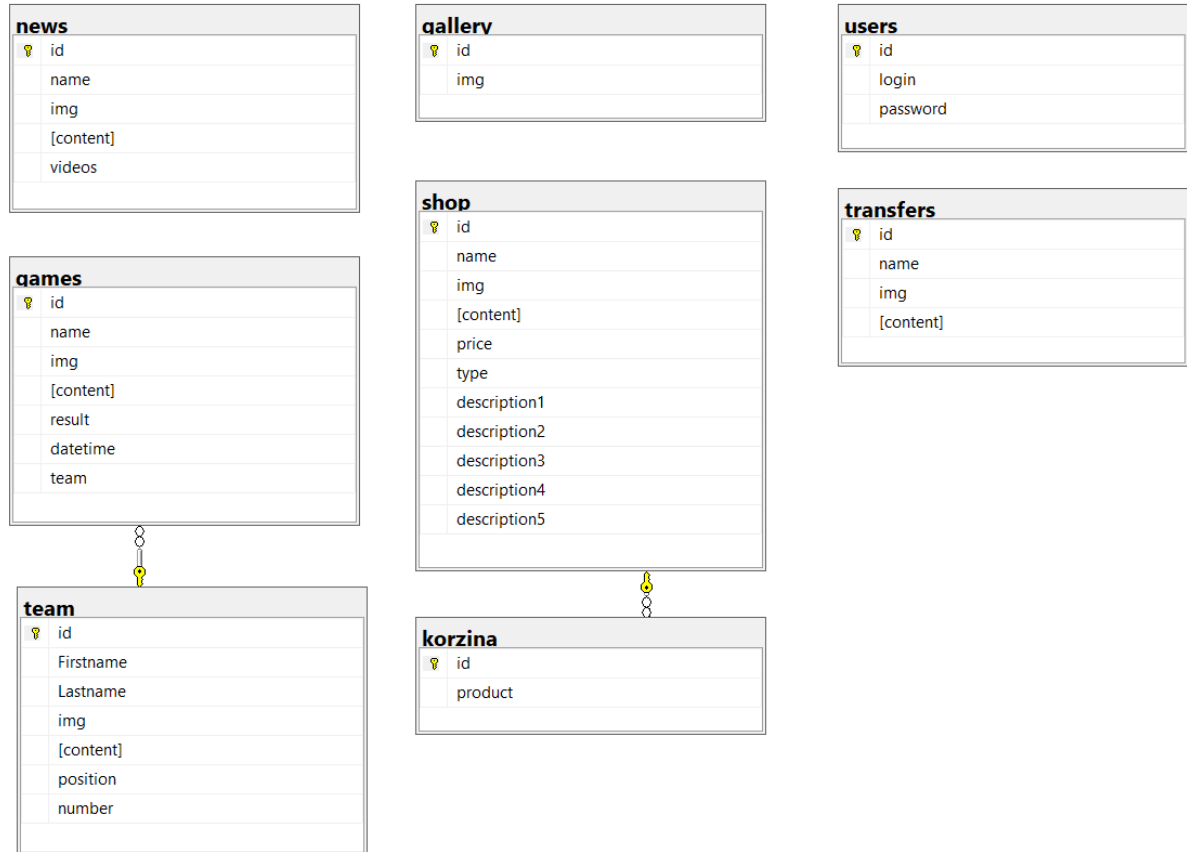 news
id
name
img
[content]
videos
games
id
name
img
[content]
result
datetime
team
team
id
Firstname
Lastname
img
[content]
position
number
gallery
id
img
shop
id
name
img
[content]
price
type
description1
description2
description3
description4
description5
korzina
id
product
users
id
login
password
transfers
id
name
img
[content]